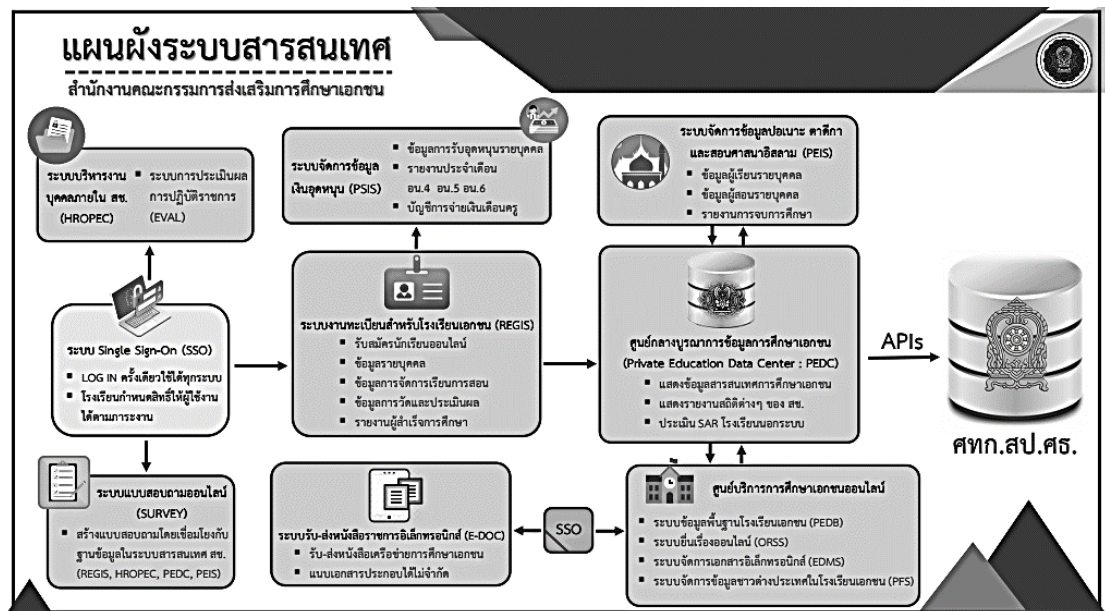 แผนผังระบบสารสนเทศ
สำนักงานคณะกรรมการส่งเสริมการศึกษาเอกชน
ระบบบริหารงาน
บุคคลภายใน สช.
(HROPEC)
▪ ระบบการประเมินผล
การปฏิบัติราชการ
(EVAL)
ระบบจัดการข้อมูล
เงินอุดหนุน (PSIS)
▪ ข้อมูลการรับอุดหนุนรายบุคคล
▪ รายงานประจำเดือน
อน.4 อน.5 อน.6
▪ บัญชีการจ่ายเงินเดือนครู
ระบบจัดการข้อมูลปอเนาะ ตาดีกา
และสอนศาสนาอิสลาม (PEIS)
▪ ข้อมูลผู้เรียนรายบุคคล
▪ ข้อมูลผู้สอนรายบุคคล
▪ รายงานการจบการศึกษา
ระบบ Single Sign-On (SSO)
▪ LOG IN ครั้งเดียวใช้ได้ทุกระบบ
▪ โรงเรียนกำหนดสิทธิ์ให้ผู้ใช้งาน
ได้ตามภาระงาน
ระบบงานทะเบียนสำหรับโรงเรียนเอกชน (REGIS)
▪ รับสมัครนักเรียนออนไลน์
▪ ข้อมูลรายบุคคล
▪ ข้อมูลการจัดการเรียนการสอน
▪ ข้อมูลการวัดและประเมินผล
▪ รายงานผู้สำเร็จการศึกษา
ศูนย์กลางบูรณาการข้อมูลการศึกษาเอกชน
(Private Education Data Center : PEDC)
▪ แสดงข้อมูลสารสนเทศการศึกษาเอกชน
▪ แสดงรายงานสถิติต่างๆ ของ สช.
▪ ประเมิน SAR โรงเรียนนอกระบบ
APIs
ศทก.สป.ศธ.
ระบบแบบสอบถามออนไลน์
(SURVEY)
▪ สร้างแบบสอบถามโดยเชื่อมโยงกับ
ฐานข้อมูลในระบบสารสนเทศ สช.
(REGIS, HROPEC, PEDC, PEIS)
ระบบรับ-ส่งหนังสือราชการอิเล็กทรอนิกส์ (E-DOC)
▪ รับ-ส่งหนังสือเครือข่ายการศึกษาเอกชน
▪ แนบเอกสารประกอบได้ไม่จำกัด
SSO
ศูนย์บริการการศึกษาเอกชนออนไลน์
▪ ระบบข้อมูลพื้นฐานโรงเรียนเอกชน (PEDB)
▪ ระบบยื่นเรื่องออนไลน์ (ORSS)
▪ ระบบจัดการเอกสารอิเล็กทรอนิกส์ (EDMS)
▪ ระบบจัดการข้อมูลชาวต่างประเทศในโรงเรียนเอกชน (PFS)